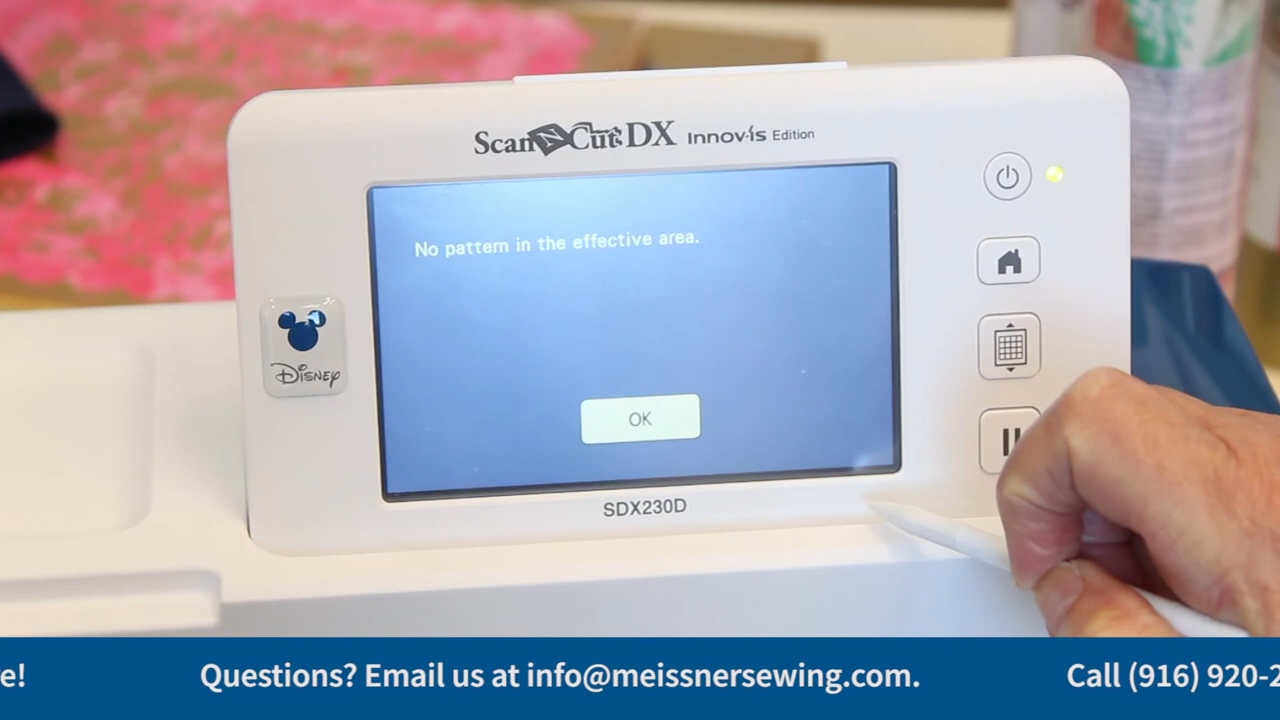 ScanNCut DX Innov-ís Edition
No pattern in the effective area.
OK
Disney
SDX230D
e! Questions? Email us at info@meissnersewing.com. Call (916) 920-2